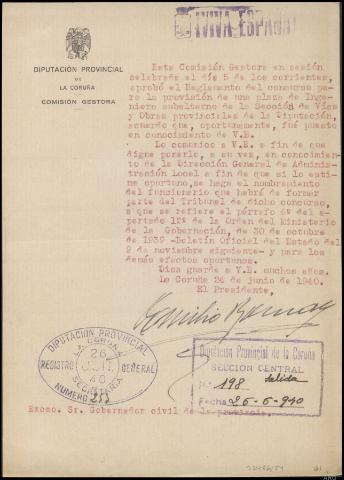 ¡VIVA ESPAÑA!
DIPUTACIÓN PROVINCIAL
DE
LA CORUÑA
COMISIÓN GESTORA
Esta Comisión Gestora en sesión
celebrada el día 5 de los corrientes,
aprobó el Reglamento del concurso pa-
ra la provisión de una plaza de Inge-
niero subalterno de la Sección de Vías
y Obras provinciales de la Diputación,
acuerdo que, oportunamente, fué puesto
en conocimiento de V.E.
Lo comunico a V.E. a fin de que
digne ponerlo, a su vez, en conocimien-
to de la Dirección General de Adminis-
tración Local a fin de que si lo esti-
ma oportuno, se haga el nombramiento
del funcionario que habrá de formar
parte del Tribunal de dicho concurso,
a que se refiere el párrafo 6º del a-
partado 12º de la Orden del Ministerio
de la Gobernación, de 30 de octubre
de 1939 -Boletín Oficial del Estado del
9 de noviembre siguiente- y para los
demás efectos oportunos.
Dios guarde a V.E. muchos años.
La Coruña 24 de junio de 1940.
El Presidente,
DIPUTACIÓN PROVINCIAL
LA CORUÑA
REGISTRO
26
JUN.
40
GENERAL
SECRETARIA
NUMERO 255
Diputación Provincial de la Coruña
SECCION CENTRAL
N.º 198 salida
Fecha 26-6-940
Excmo. Sr. Gobernador civil de la provincia.